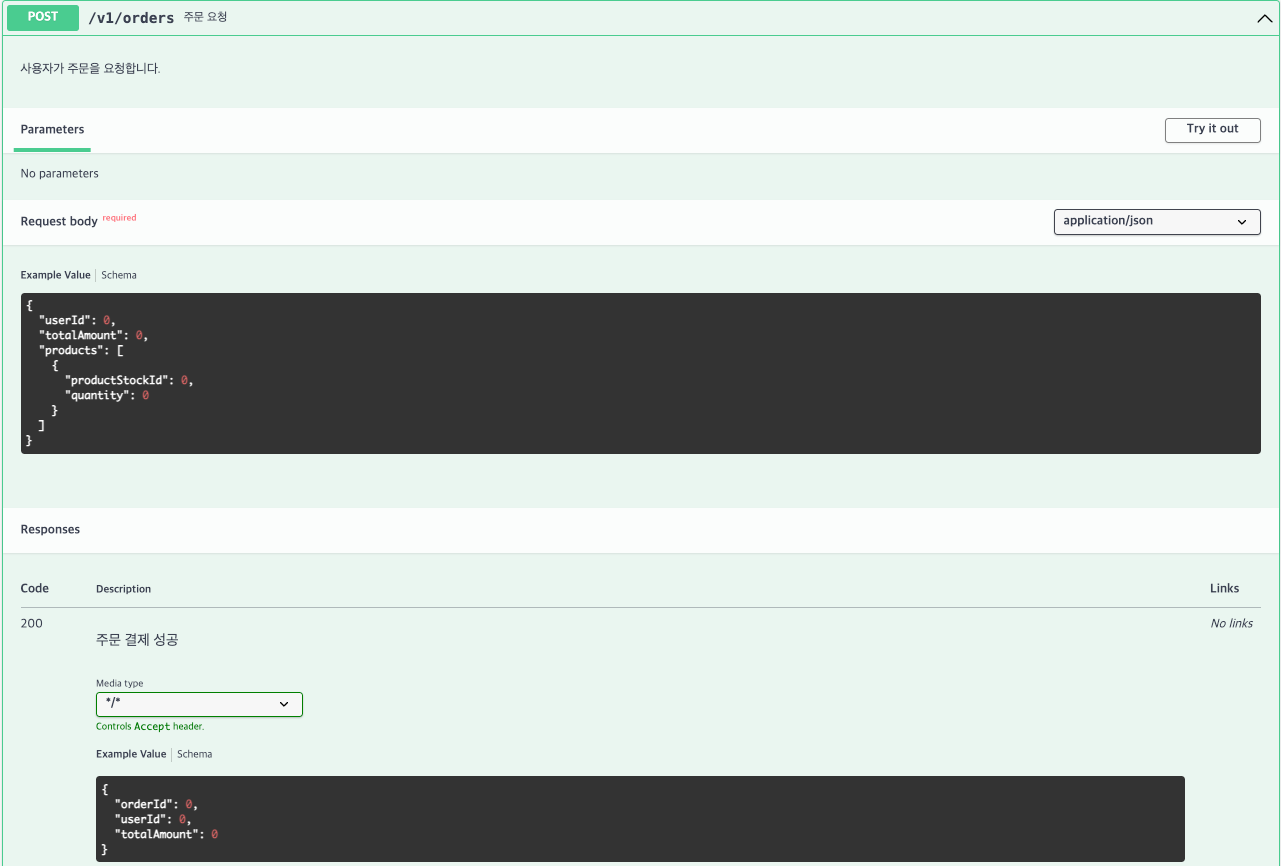 POST /v1/orders 주문 요청
사용자가 주문을 요청합니다.
Parameters
Try it out
No parameters
Request body required
application/json
Example Value Schema
{
  "userId": 0,
  "totalAmount": 0,
  "products": [
    {
      "productStockId": 0,
      "quantity": 0
    }
  ]
}
Responses
Code Description Links
200 No links
주문 결제 성공
Media type
*/*
Controls Accept header.
Example Value Schema
{
  "orderId": 0,
  "userId": 0,
  "totalAmount": 0
}